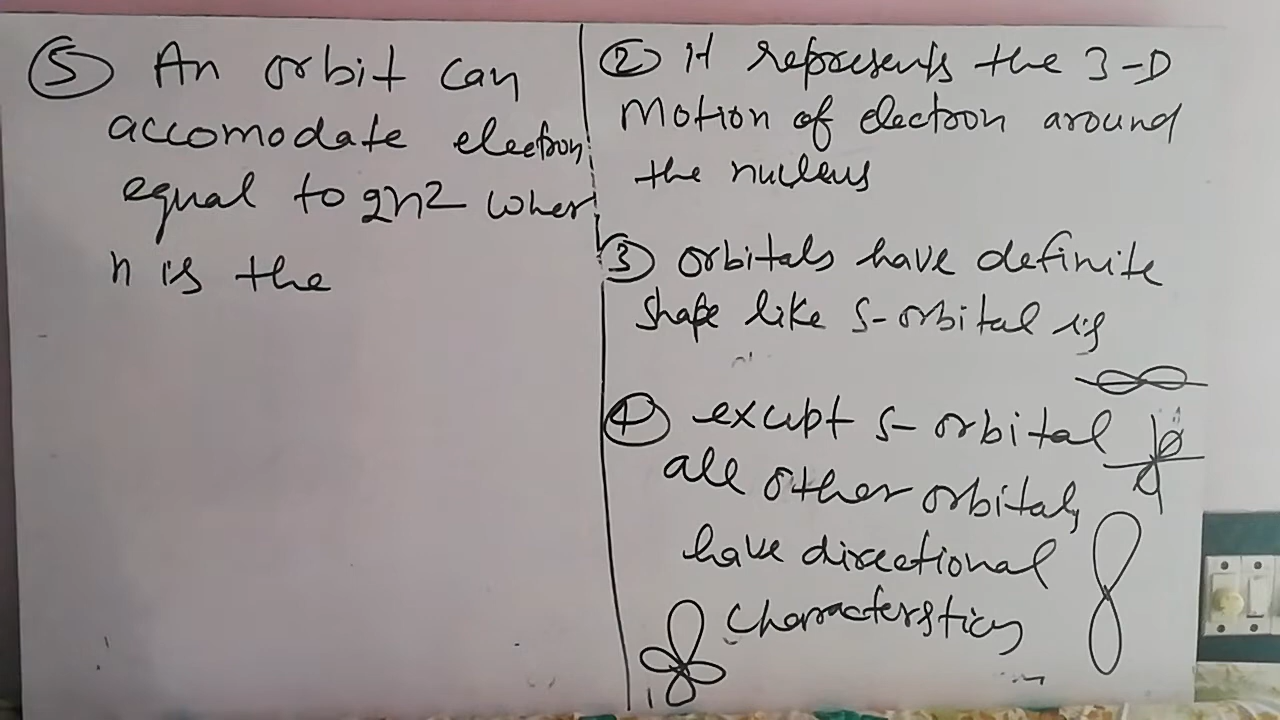 ⑤ An orbit can
accomodate electron
equal to 2n2 wher
n is the
② It represents the 3-D
Motion of electron around
the nucleus
③ orbitals have definite
shape like s-orbital is
④ except s-orbital
all other orbitals
have directional
characterstics